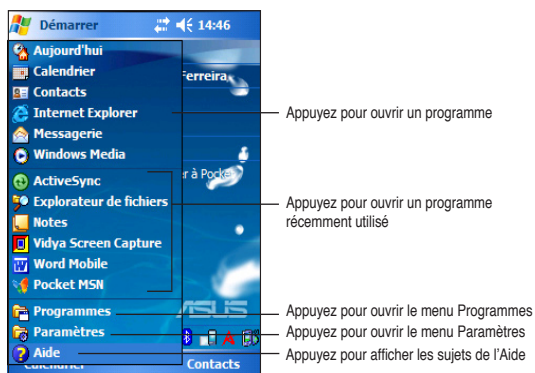 Démarrer 14:46
Aujourd'hui
Calendrier
Ferreira
Contacts
Internet Explorer
Appuyez pour ouvrir un programme
Messagerie
Windows Media
er à Pocke
ActiveSync
Explorateur de fichiers
Appuyez pour ouvrir un programme
récemment utilisé
Notes
Vidya Screen Capture
Word Mobile
Pocket MSN
ASUS
Programmes
Appuyez pour ouvrir le menu Programmes
Paramètres
Appuyez pour ouvrir le menu Paramètres
Aide
Appuyez pour afficher les sujets de l'Aide
Calendrier Contacts